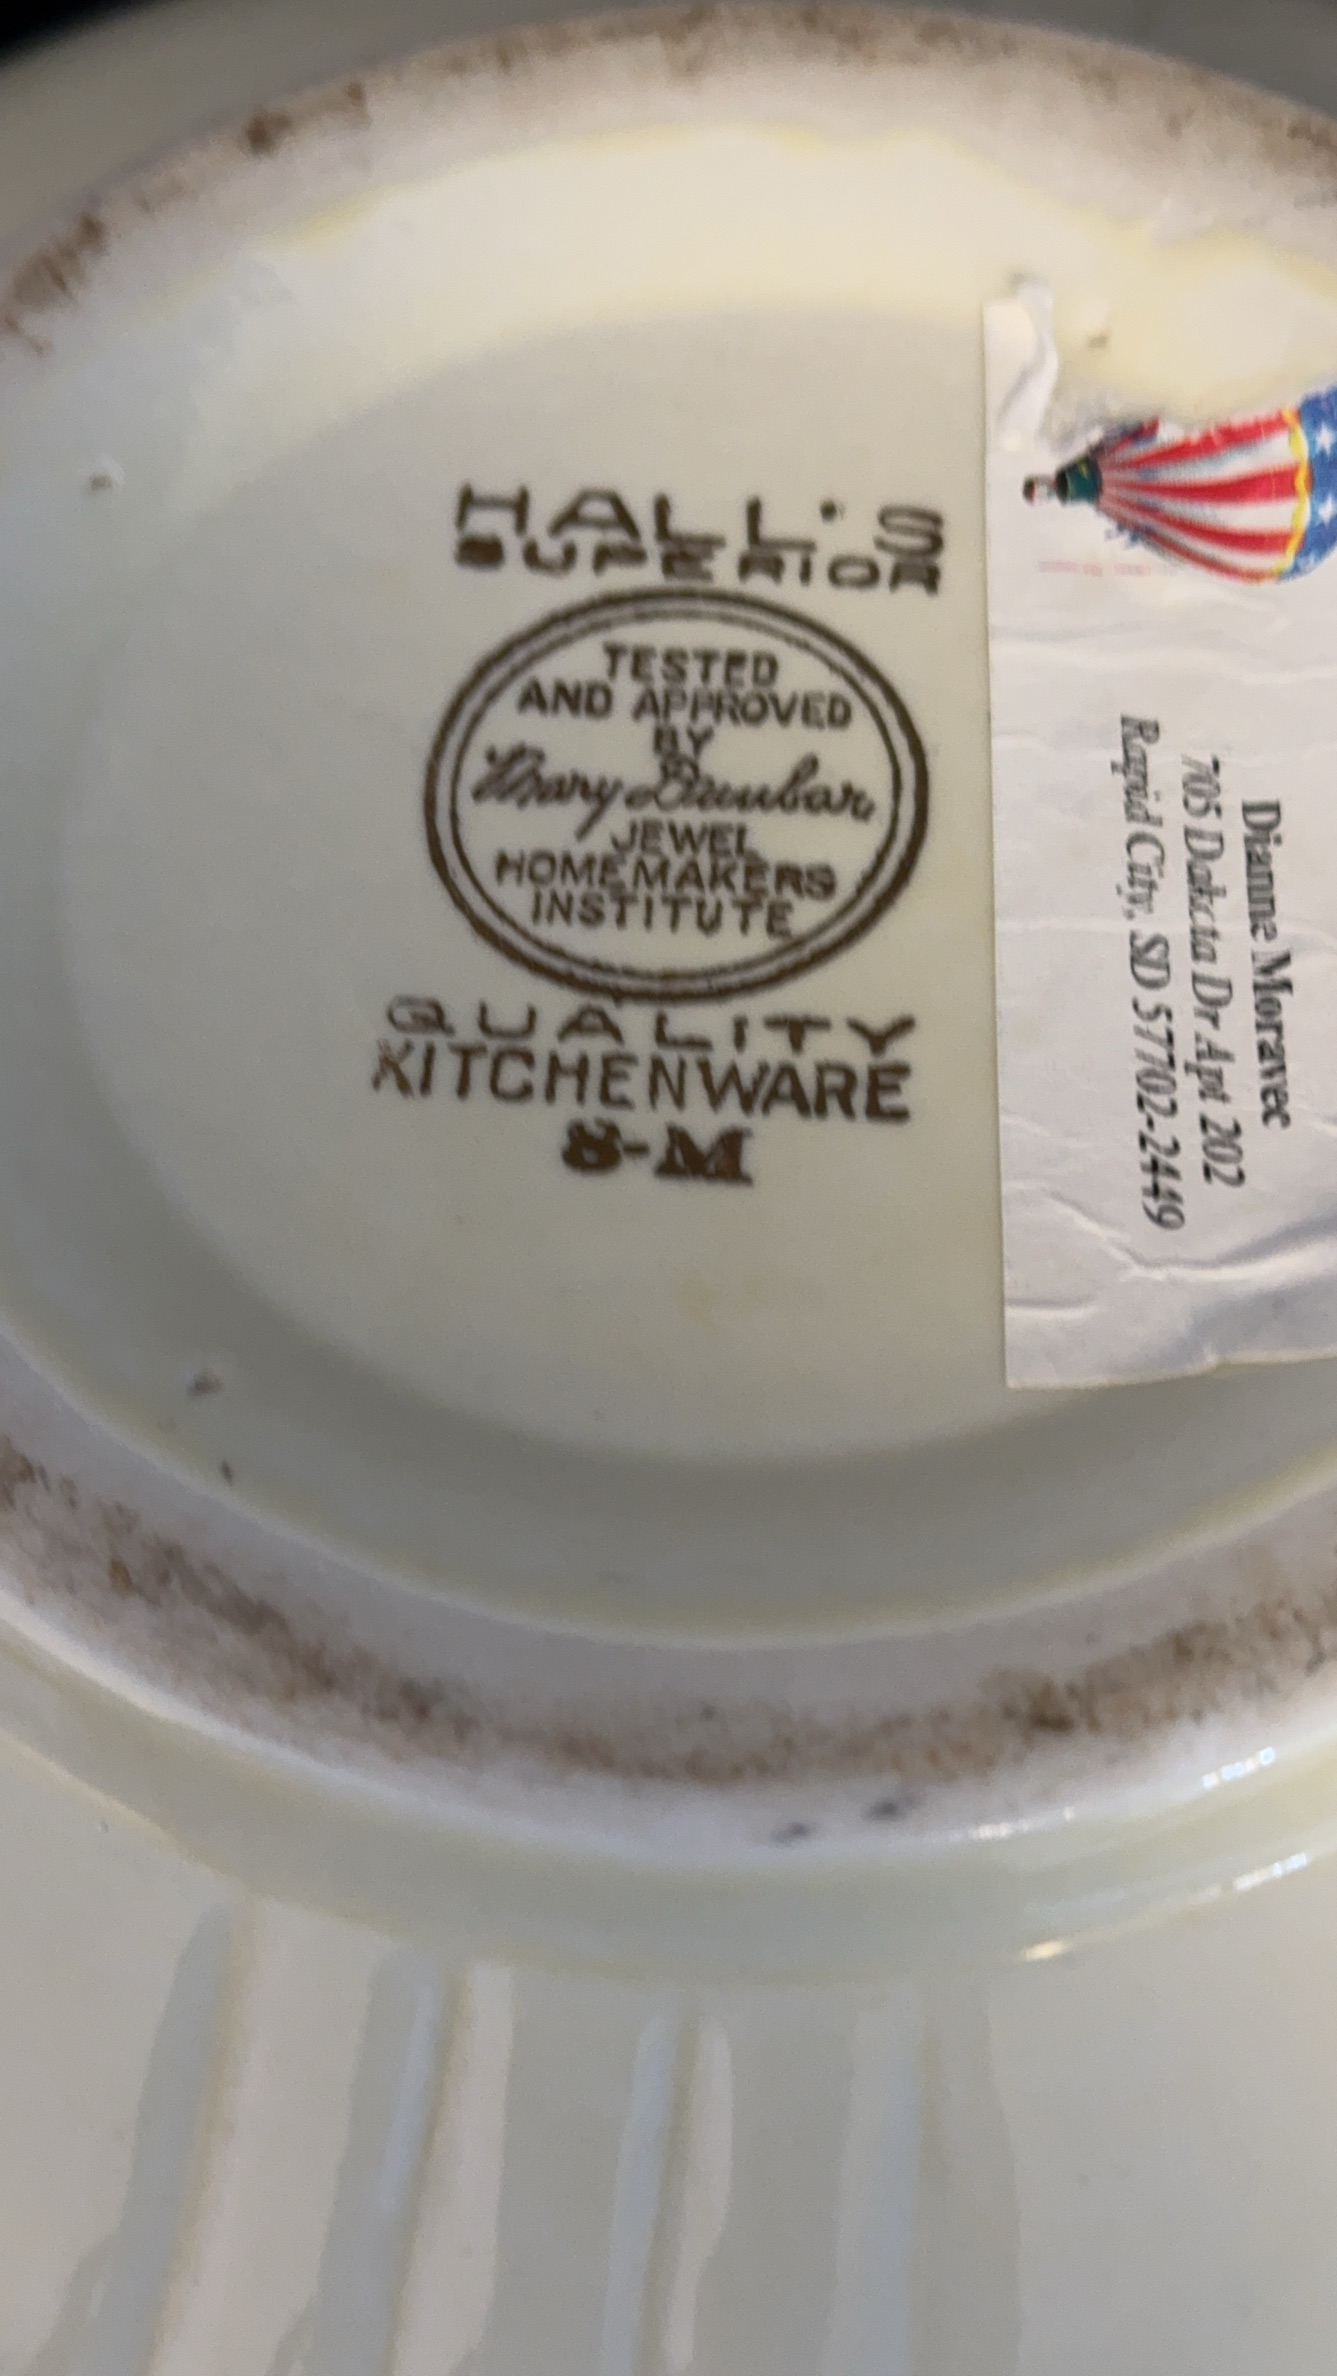 HALL'S
SUPERIOR
TESTED
AND APPROVED
BY
Mary Dunbar
JEWEL
HOMEMAKERS
INSTITUTE
QUALITY
KITCHENWARE
8-M
Dianne Moravec
705 Dakota Dr Apt 202
Rapid City, SD 57702-2449